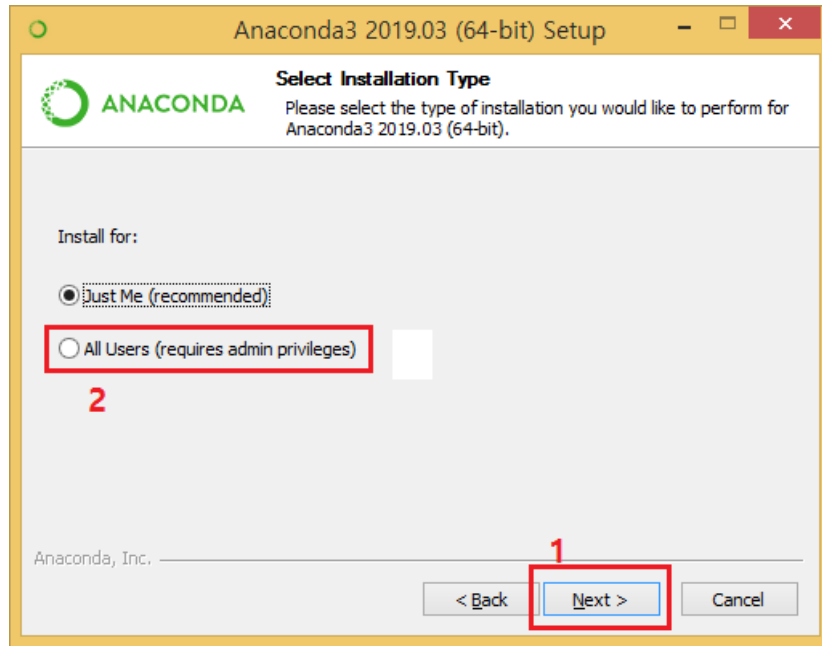 Anaconda3 2019.03 (64-bit) Setup
ANACONDA
Select Installation Type
Please select the type of installation you would like to perform for
Anaconda3 2019.03 (64-bit).
Install for:
Just Me (recommended)
All Users (requires admin privileges)
2
Anaconda, Inc.
1
< Back Next > Cancel